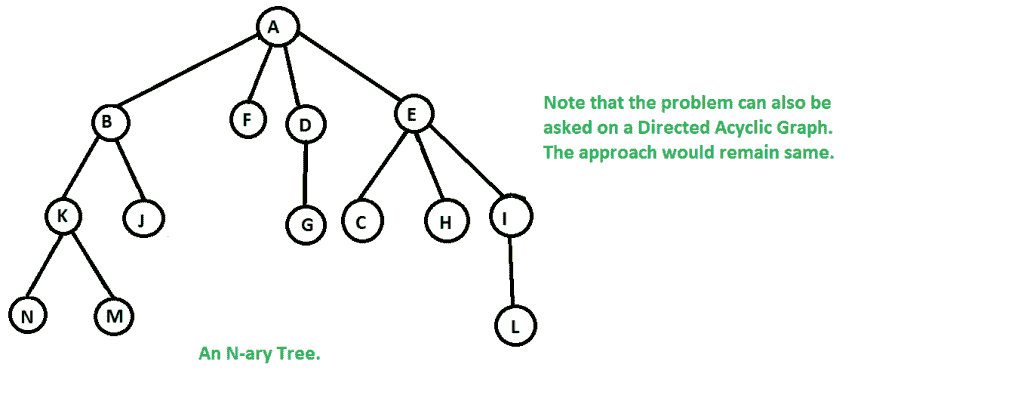 A
B
F
D
E
Note that the problem can also be
asked on a Directed Acyclic Graph.
The approach would remain same.
K
J
G
C
H
I
N
M
L
An N-ary Tree.